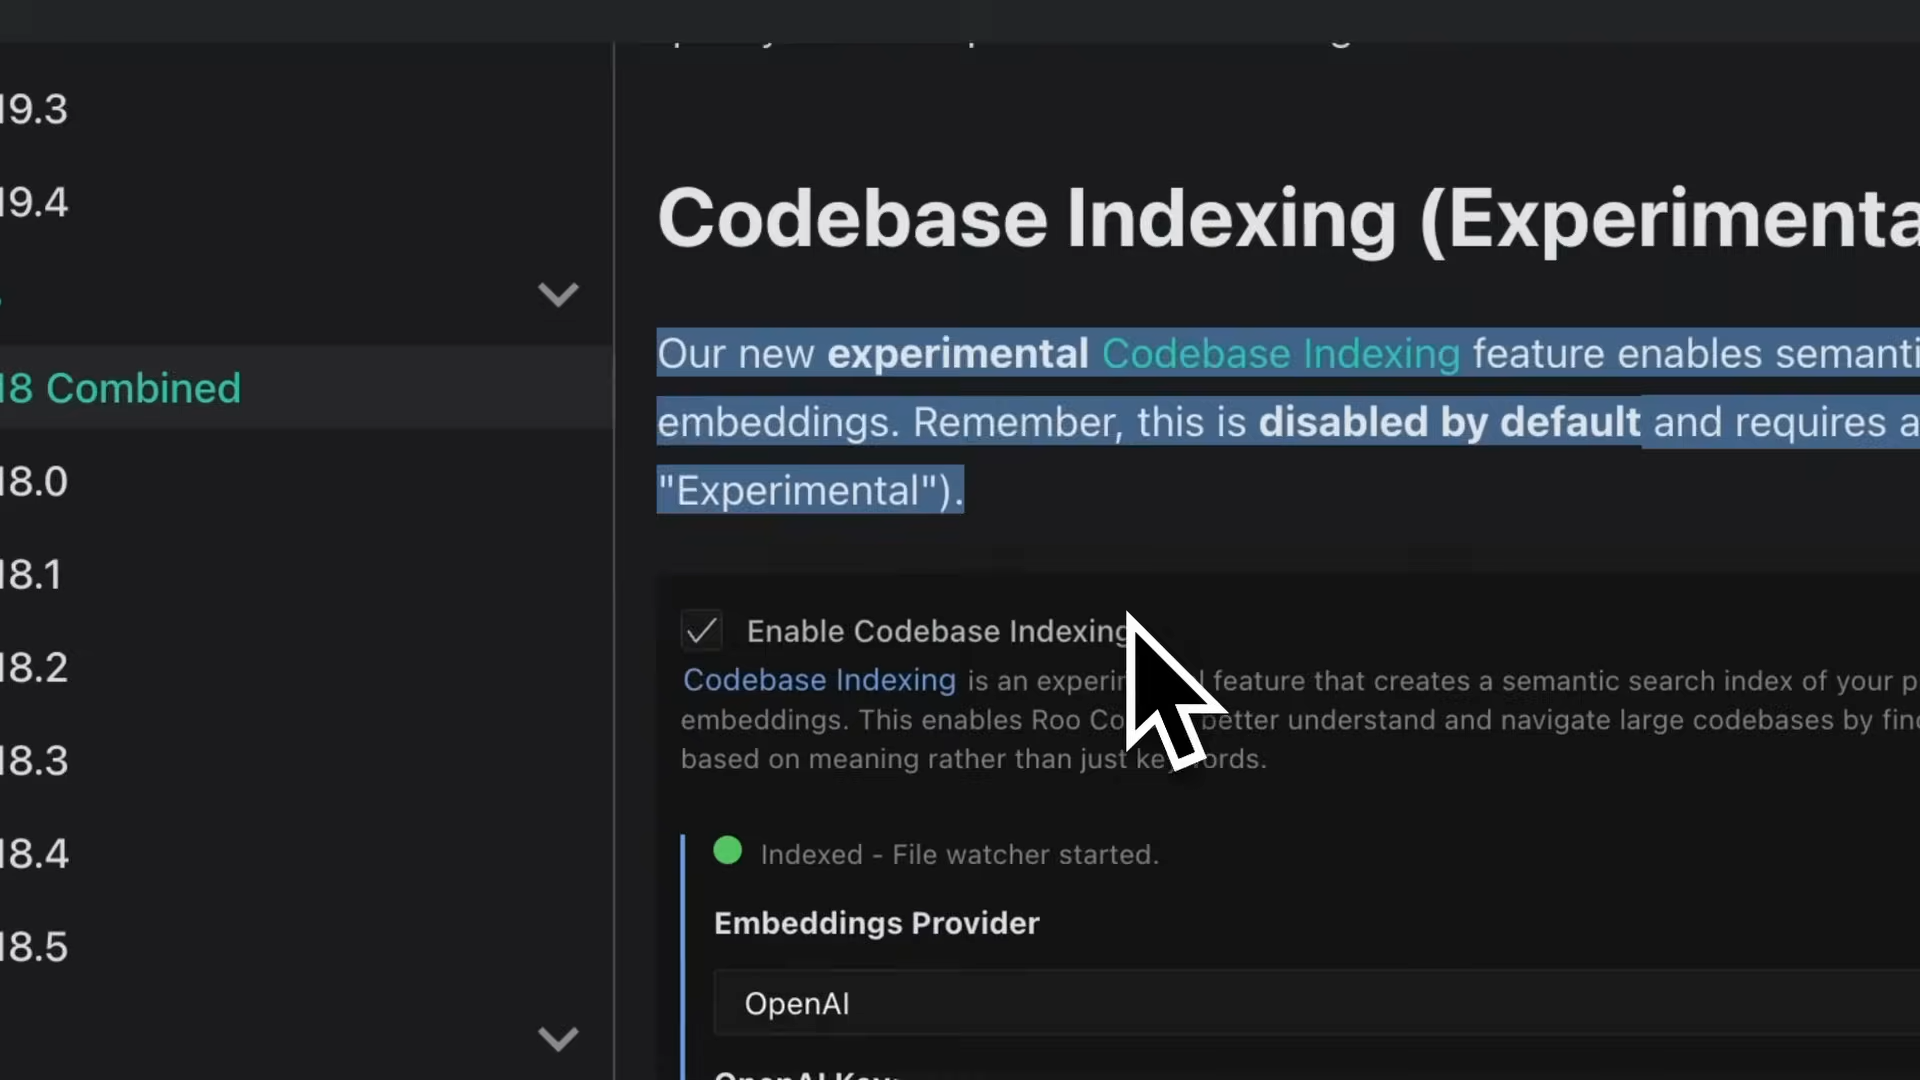 19.3
19.4
18 Combined
18.0
18.1
18.2
18.3
18.4
18.5
Codebase Indexing (Experimenta
Our new experimental Codebase Indexing feature enables semanti
embeddings. Remember, this is disabled by default and requires a
"Experimental").
Enable Codebase Indexing
Codebase Indexing is an experi feature that creates a semantic search index of your p
embeddings. This enables Roo Co better understand and navigate large codebases by fin
based on meaning rather than just keywords.
Indexed - File watcher started.
Embeddings Provider
OpenAI
OpenAI Key: